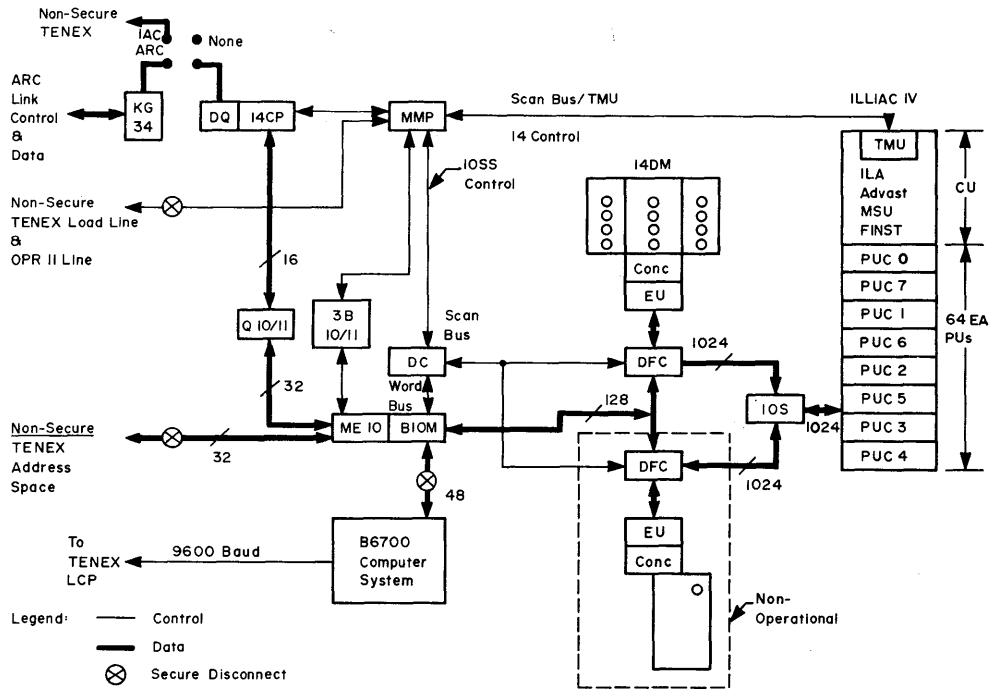 Non-Secure
TENEX
IAC
ARC
None
ARC
Link
Control
&
Data
KG
34
DQ
I4CP
MMP
Scan Bus/TMU
I4 Control
ILLIAC IV
TMU
ILA
Advast
MSU
FINST
CU
PUC 0
PUC 7
PUC 1
PUC 6
PUC 2
PUC 5
PUC 3
PUC 4
64 EA
PUs
IOSS
Control
I4DM
Conc
EU
Non-Secure
TENEX Load Line
&
OPR II Line
16
Q 10/11
3B
10/11
Scan
Bus
DC
Word
Bus
DFC
1024
IOS
1024
32
ME 10
BIOM
128
Non-Secure
TENEX
Address
Space
32
48
DFC
1024
EU
Conc
To
TENEX
LCP
9600 Baud
B6700
Computer
System
Non-
Operational
Legend:
Control
Data
Secure Disconnect